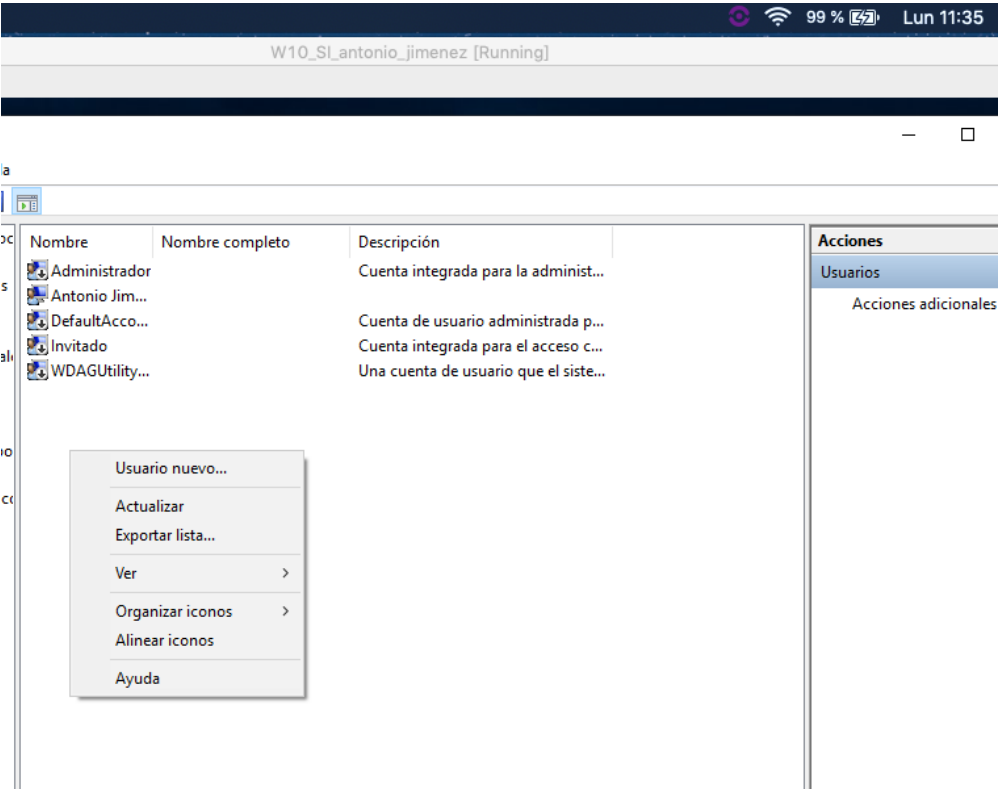 99 % Lun 11:35
W10_SI_antonio_jimenez [Running]
Nombre Nombre completo Descripción
Administrador Cuenta integrada para la administ...
Antonio Jim...
DefaultAcco... Cuenta de usuario administrada p...
Invitado Cuenta integrada para el acceso c...
WDAGUtility... Una cuenta de usuario que el siste...
Usuario nuevo...
Actualizar
Exportar lista...
Ver
Organizar iconos
Alinear iconos
Ayuda
Acciones
Usuarios
Acciones adicionales